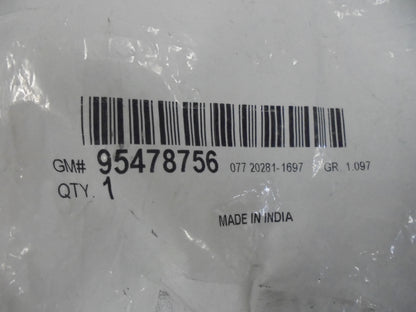 GM# 95478756 077 20281-1697 GR. 1.097
QTY. 1
MADE IN INDIA